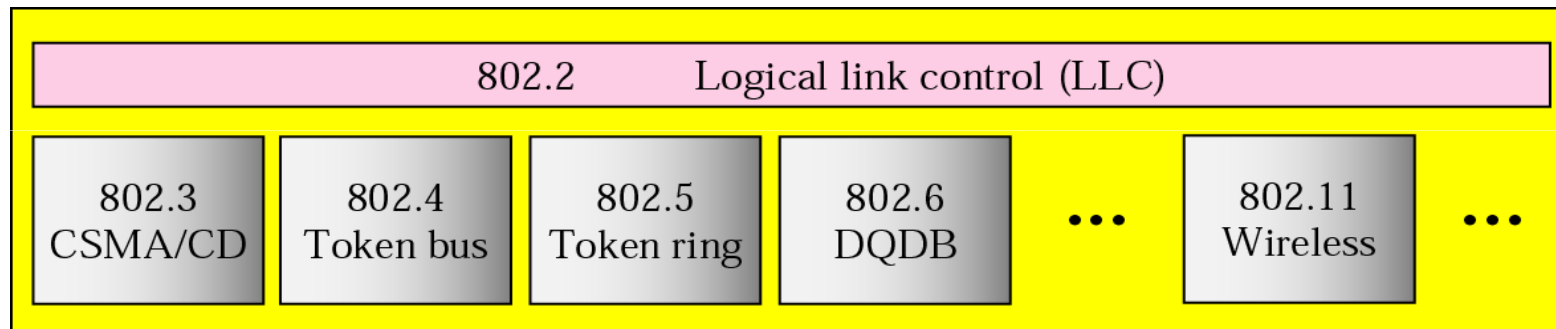 802.2 Logical link control (LLC)
802.3
CSMA/CD
802.4
Token bus
802.5
Token ring
802.6
DQDB
...
802.11
Wireless
...